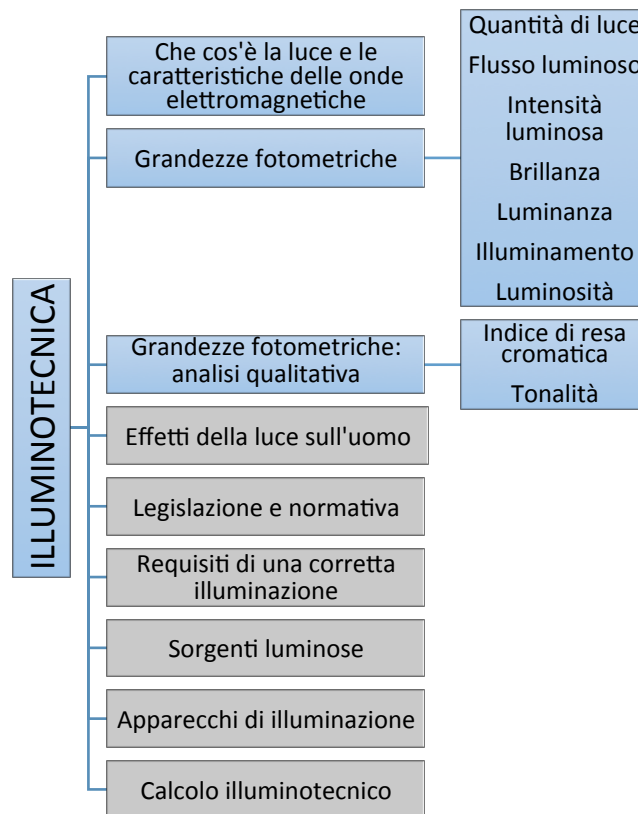 ILLUMINOTECNICA
Che cos'è la luce e le
caratteristiche delle onde
elettromagnetiche
Grandezze fotometriche
Quantità di luce
Flusso luminoso
Intensità
luminosa
Brillanza
Luminanza
Illuminamento
Luminosità
Grandezze fotometriche:
analisi qualitativa
Indice di resa
cromatica
Tonalità
Effetti della luce sull'uomo
Legislazione e normativa
Requisiti di una corretta
illuminazione
Sorgenti luminose
Apparecchi di illuminazione
Calcolo illuminotecnico